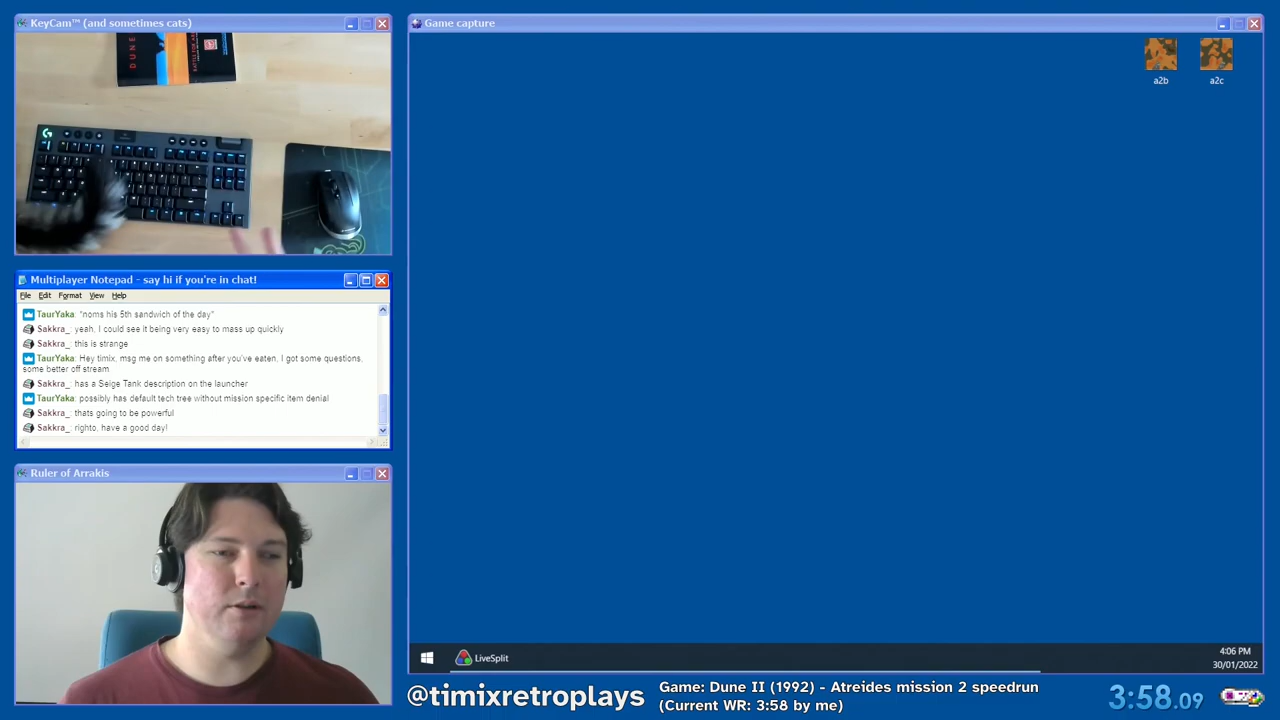 KeyCam™ (and sometimes cats)
DUNE
Game capture
a2b
a2c
Multiplayer Notepad - say hi if you're in chat!
File Edit Format View Help
TaurYaka: *noms his 5th sandwich of the day*
Sakkra_: yeah, I could see it being very easy to mass up quickly
Sakkra_: this is strange
TaurYaka: Hey timix, msg me on something after you've eaten, I got some questions,
some better off stream
Sakkra_: has a Seige Tank description on the launcher
TaurYaka: possibly has default tech tree without mission specific item denial
Sakkra_: thats going to be powerful
Sakkra_: righto, have a good day!
Ruler of Arrakis
LiveSplit
4:06 PM
30/01/2022
@timixretroplays
Game: Dune II (1992) - Atreides mission 2 speedrun
(Current WR: 3:58 by me)
3:58.09